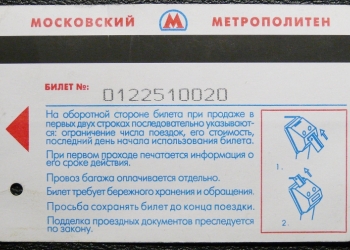 МОСКОВСКИЙ М МЕТРОПОЛИТЕН
БИЛЕТ №: 0122510020
На оборотной стороне билета при продаже в
первых двух строках последовательно указывают-
ся: ограничение числа поездок, его стоимость,
последний день начала использования билета.
При первом проходе печатается информация о
его сроке действия.
Провоз багажа оплачивается отдельно.
Билет требует бережного хранения и обращения.
Просьба сохранять билет до конца поездки.
Подделка проездных документов преследуется
по закону.
1.
2.